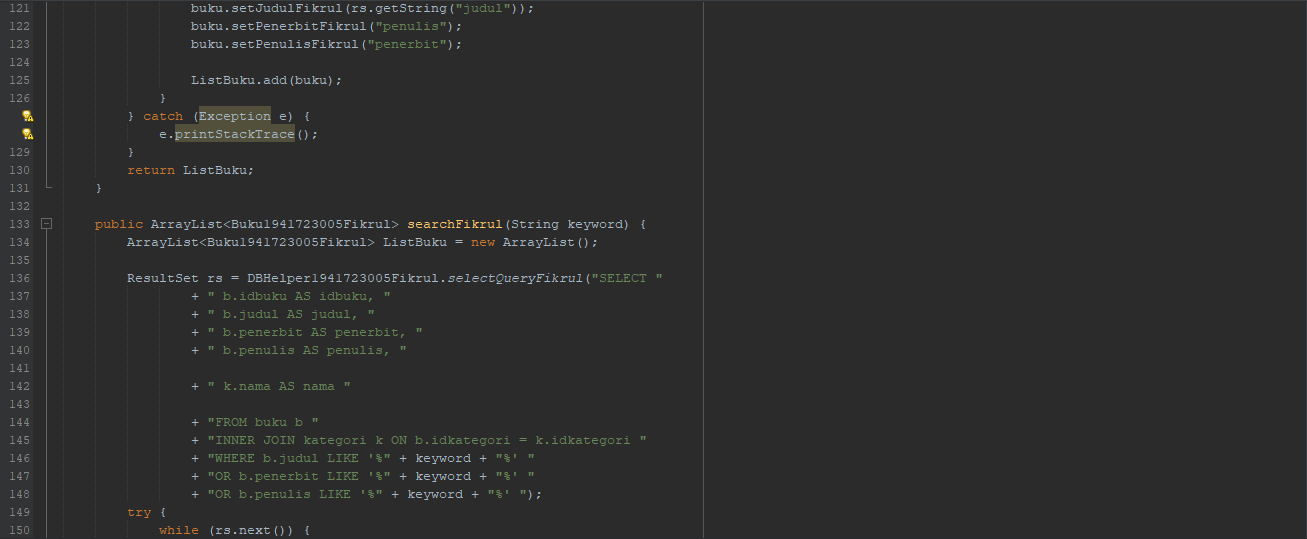 121 buku.setJudulFikrul(rs.getString("judul"));
122 buku.setPenerbitFikrul("penulis");
123 buku.setPenulisFikrul("penerbit");
124
125 ListBuku.add(buku);
126 }
} catch (Exception e) {
e.printStackTrace();
129 }
130 return ListBuku;
131 }
132
133 public ArrayList<Buku1941723005Fikrul> searchFikrul(String keyword) {
134 ArrayList<Buku1941723005Fikrul> ListBuku = new ArrayList();
135
136 ResultSet rs = DBHelper1941723005Fikrul.selectQueryFikrul("SELECT "
137 + " b.idbuku AS idbuku, "
138 + " b.judul AS judul, "
139 + " b.penerbit AS penerbit, "
140 + " b.penulis AS penulis, "
141
142 + " k.nama AS nama "
143
144 + "FROM buku b "
145 + "INNER JOIN kategori k ON b.idkategori = k.idkategori "
146 + "WHERE b.judul LIKE '%" + keyword + "%' "
147 + "OR b.penerbit LIKE '%" + keyword + "%' "
148 + "OR b.penulis LIKE '%" + keyword + "%' ");
149 try {
150 while (rs.next()) {